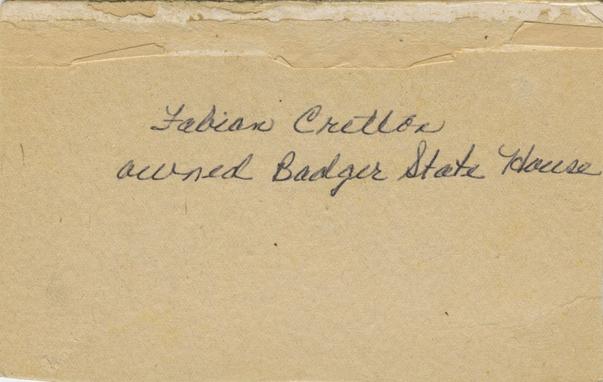 Fabian Cretton
owned Badger State House